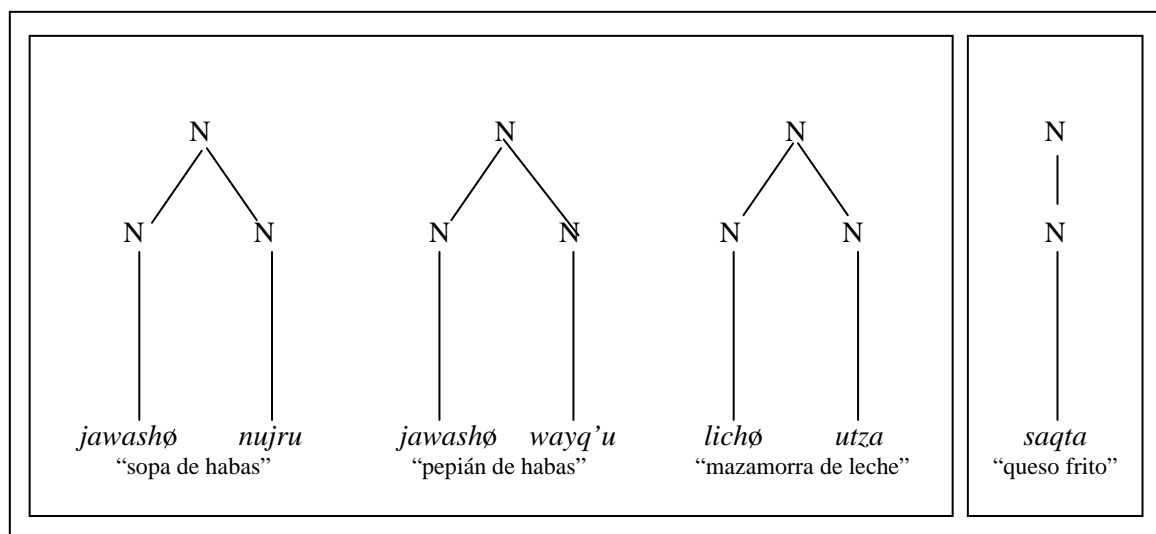 N N N N
N N N N N N N
jawashø nujru jawashø wayq’u lichø utza saqta
“sopa de habas” “pepián de habas” “mazamorra de leche” “queso frito”